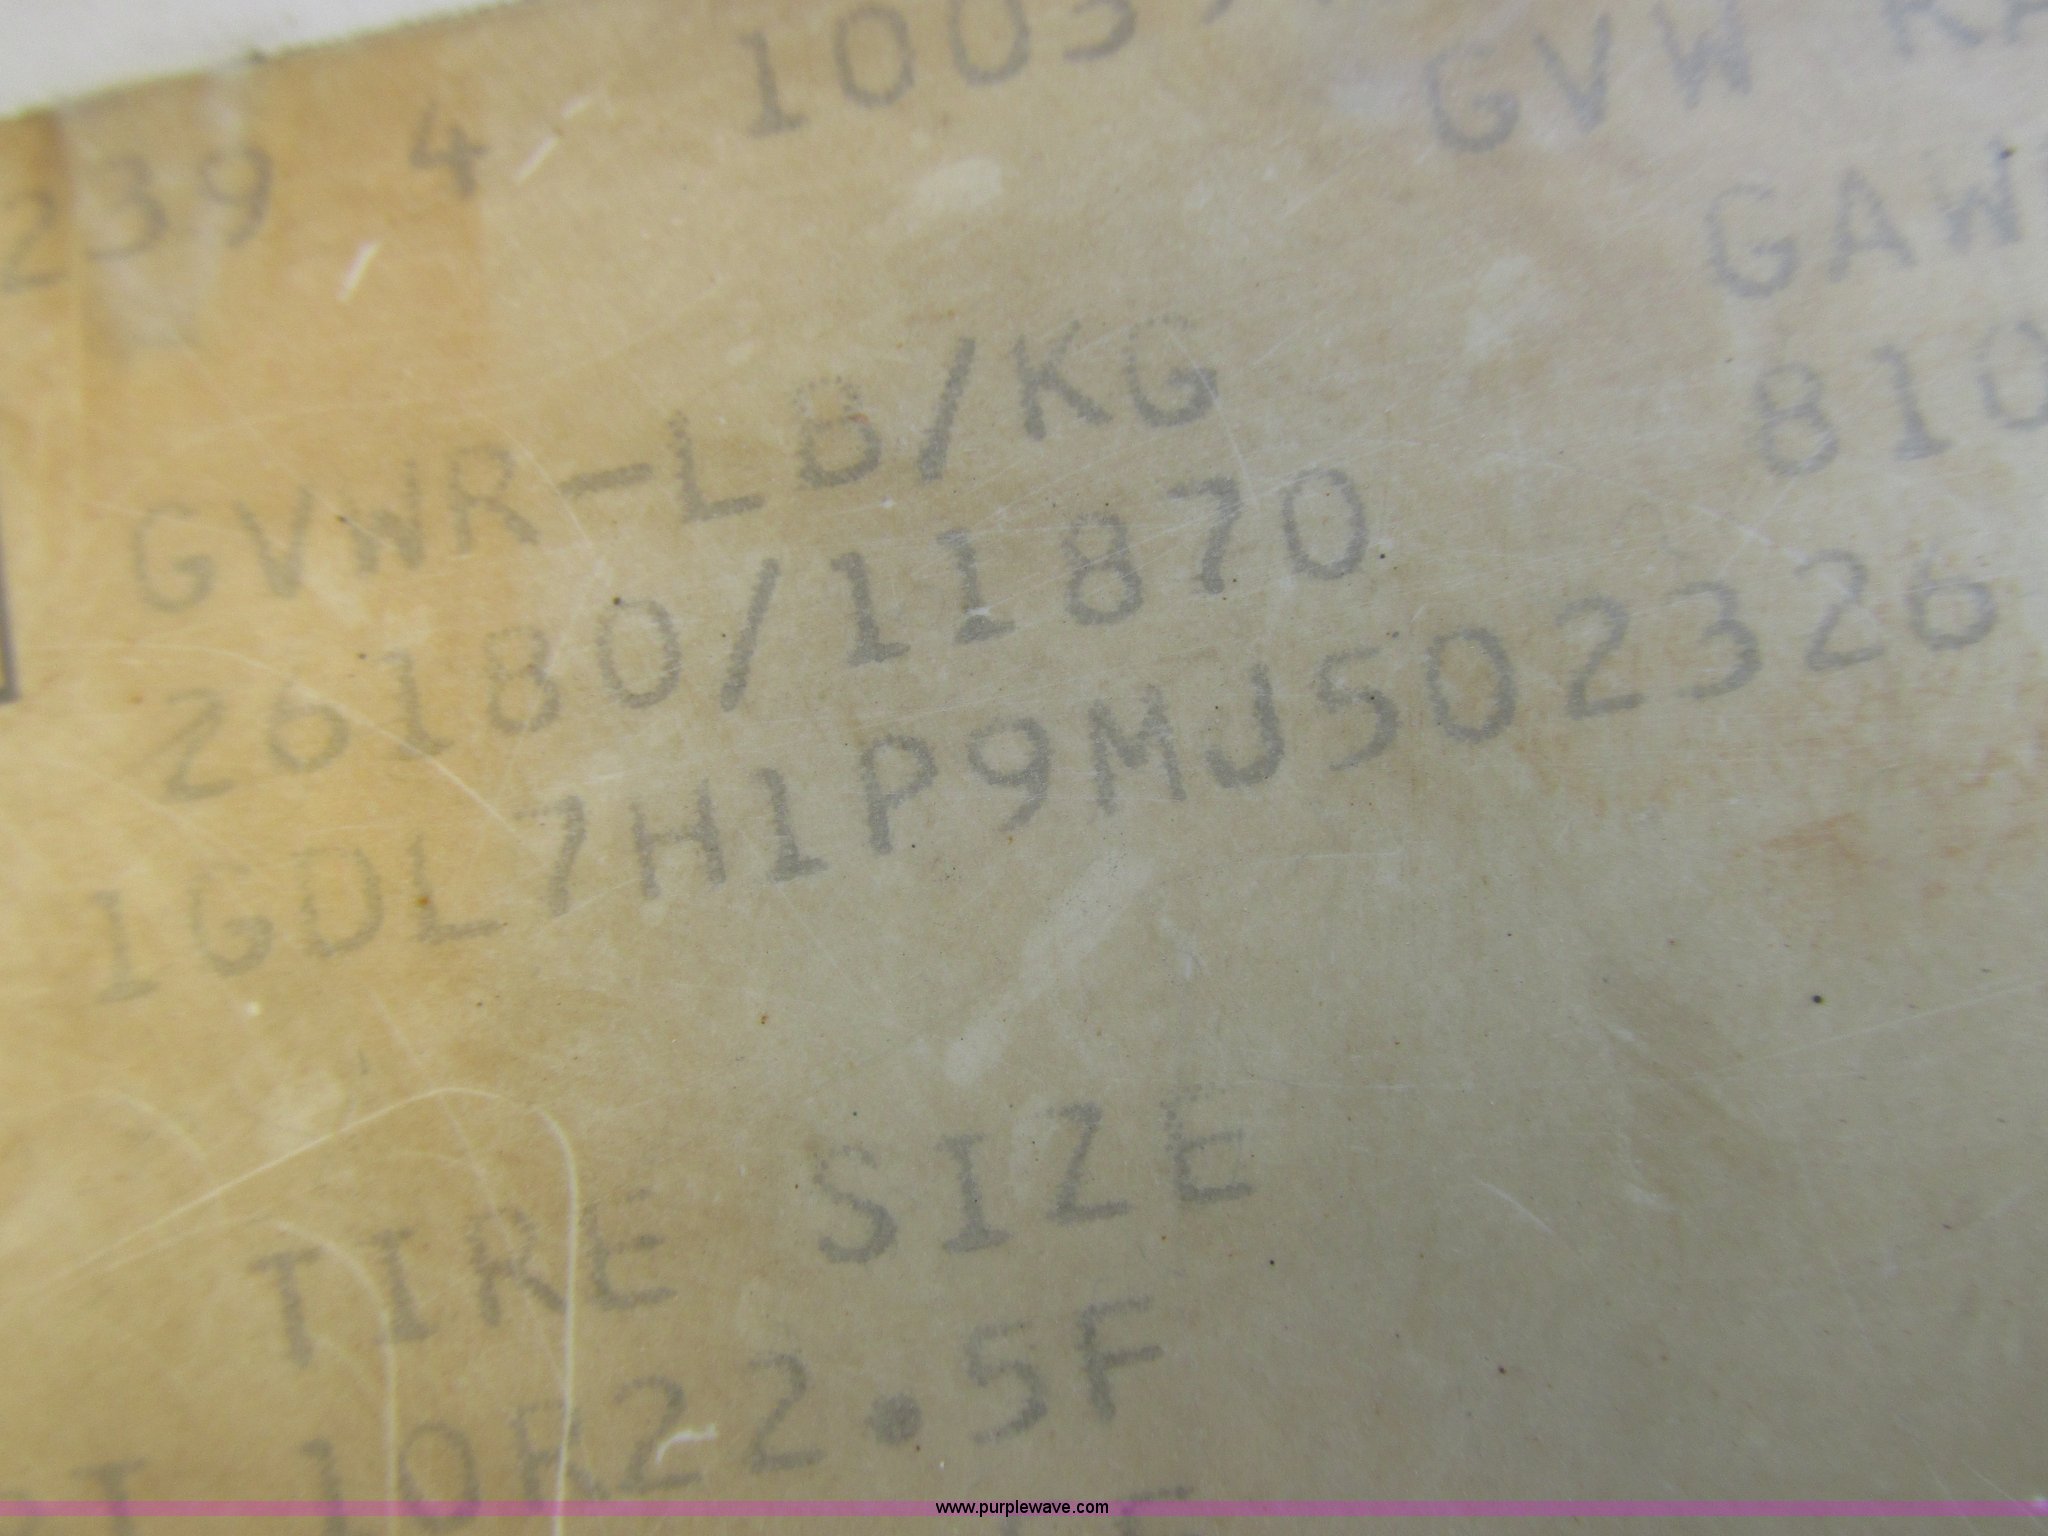 239 4 1003
GVW
GAW
GVWR-LB/KG
810
26180/11870
1GDL7H1P9MJ502326
TIRE SIZE
10R22.5F
www.purplewave.com